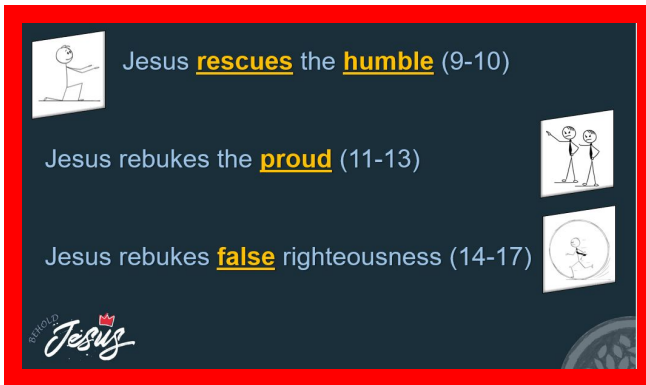 Jesus rescues the humble (9-10)
Jesus rebukes the proud (11-13)
Jesus rebukes false righteousness (14-17)
BEHOLD
Jesus